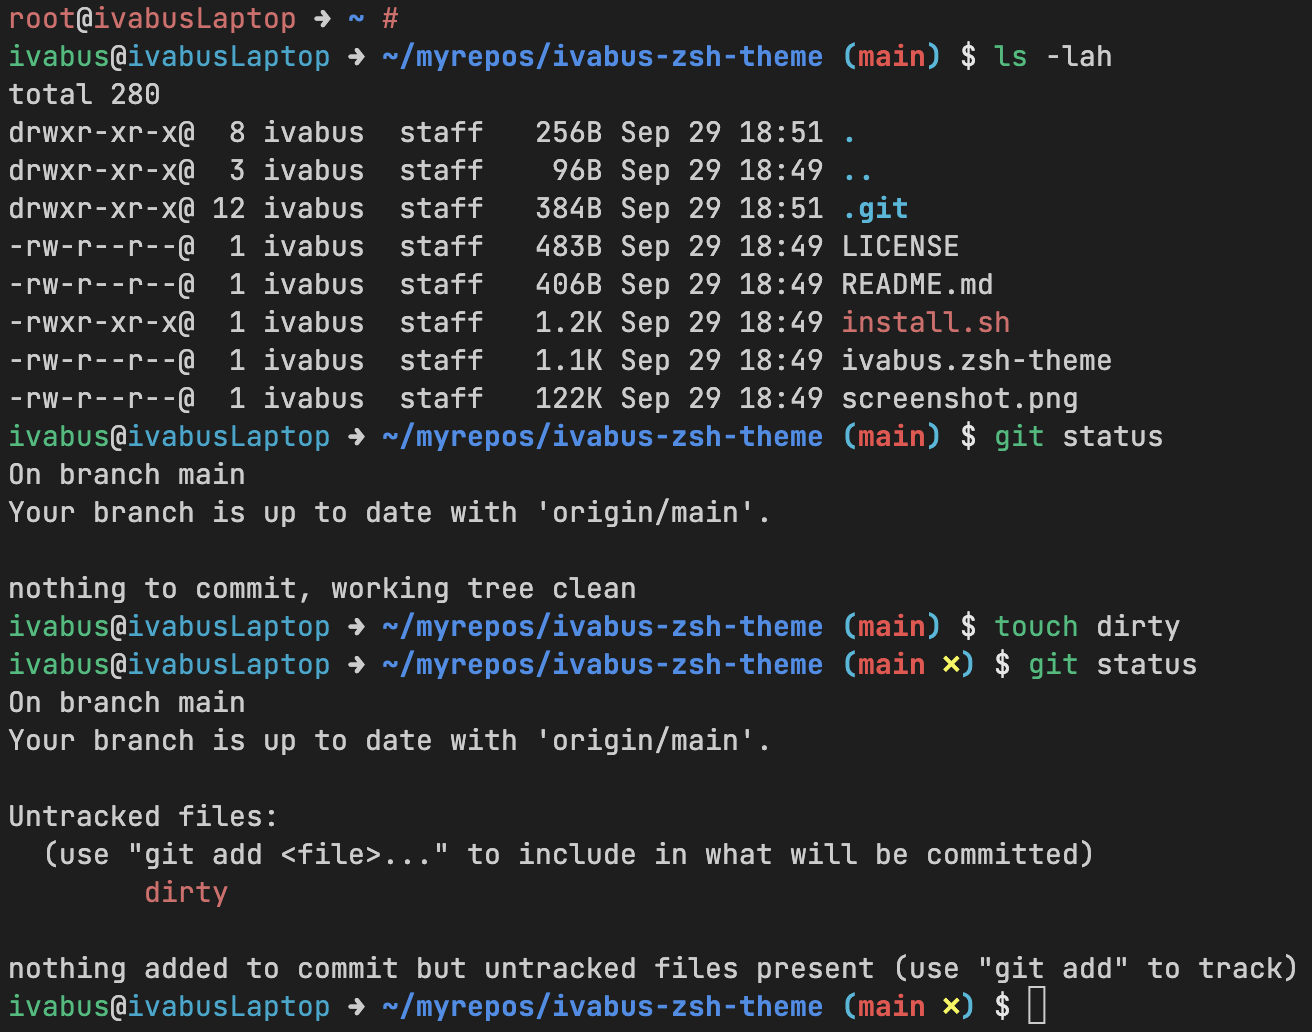 root@ivabusLaptop ➜ ~ #
ivabus@ivabusLaptop ➜ ~/myrepos/ivabus-zsh-theme (main) $ ls -lah
total 280
drwxr-xr-x@  8 ivabus  staff   256B Sep 29 18:51 .
drwxr-xr-x@  3 ivabus  staff    96B Sep 29 18:49 ..
drwxr-xr-x@ 12 ivabus  staff   384B Sep 29 18:51 .git
-rw-r--r--@  1 ivabus  staff   483B Sep 29 18:49 LICENSE
-rw-r--r--@  1 ivabus  staff   406B Sep 29 18:49 README.md
-rwxr-xr-x@  1 ivabus  staff   1.2K Sep 29 18:49 install.sh
-rw-r--r--@  1 ivabus  staff   1.1K Sep 29 18:49 ivabus.zsh-theme
-rw-r--r--@  1 ivabus  staff   122K Sep 29 18:49 screenshot.png
ivabus@ivabusLaptop ➜ ~/myrepos/ivabus-zsh-theme (main) $ git status
On branch main
Your branch is up to date with 'origin/main'.

nothing to commit, working tree clean
ivabus@ivabusLaptop ➜ ~/myrepos/ivabus-zsh-theme (main) $ touch dirty
ivabus@ivabusLaptop ➜ ~/myrepos/ivabus-zsh-theme (main ×) $ git status
On branch main
Your branch is up to date with 'origin/main'.

Untracked files:
  (use "git add <file>..." to include in what will be committed)
        dirty

nothing added to commit but untracked files present (use "git add" to track)
ivabus@ivabusLaptop ➜ ~/myrepos/ivabus-zsh-theme (main ×) $